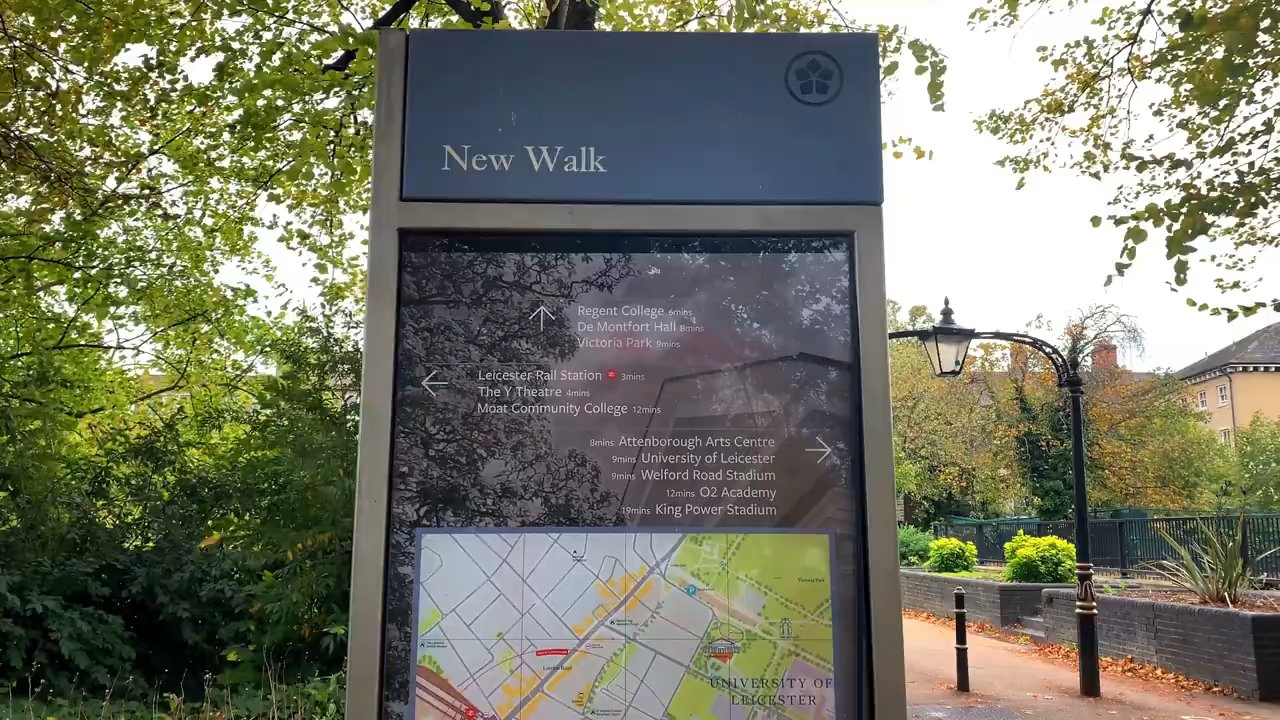 New Walk
Regent College 6mins
De Montfort Hall 8mins
Victoria Park 9mins
Leicester Rail Station 3mins
The Y Theatre 4mins
Moat Community College 12mins
8mins Attenborough Arts Centre
9mins University of Leicester
9mins Welford Road Stadium
12mins O2 Academy
19mins King Power Stadium
Victoria Park
P
London Road
UNIVERSITY OF
LEICESTER